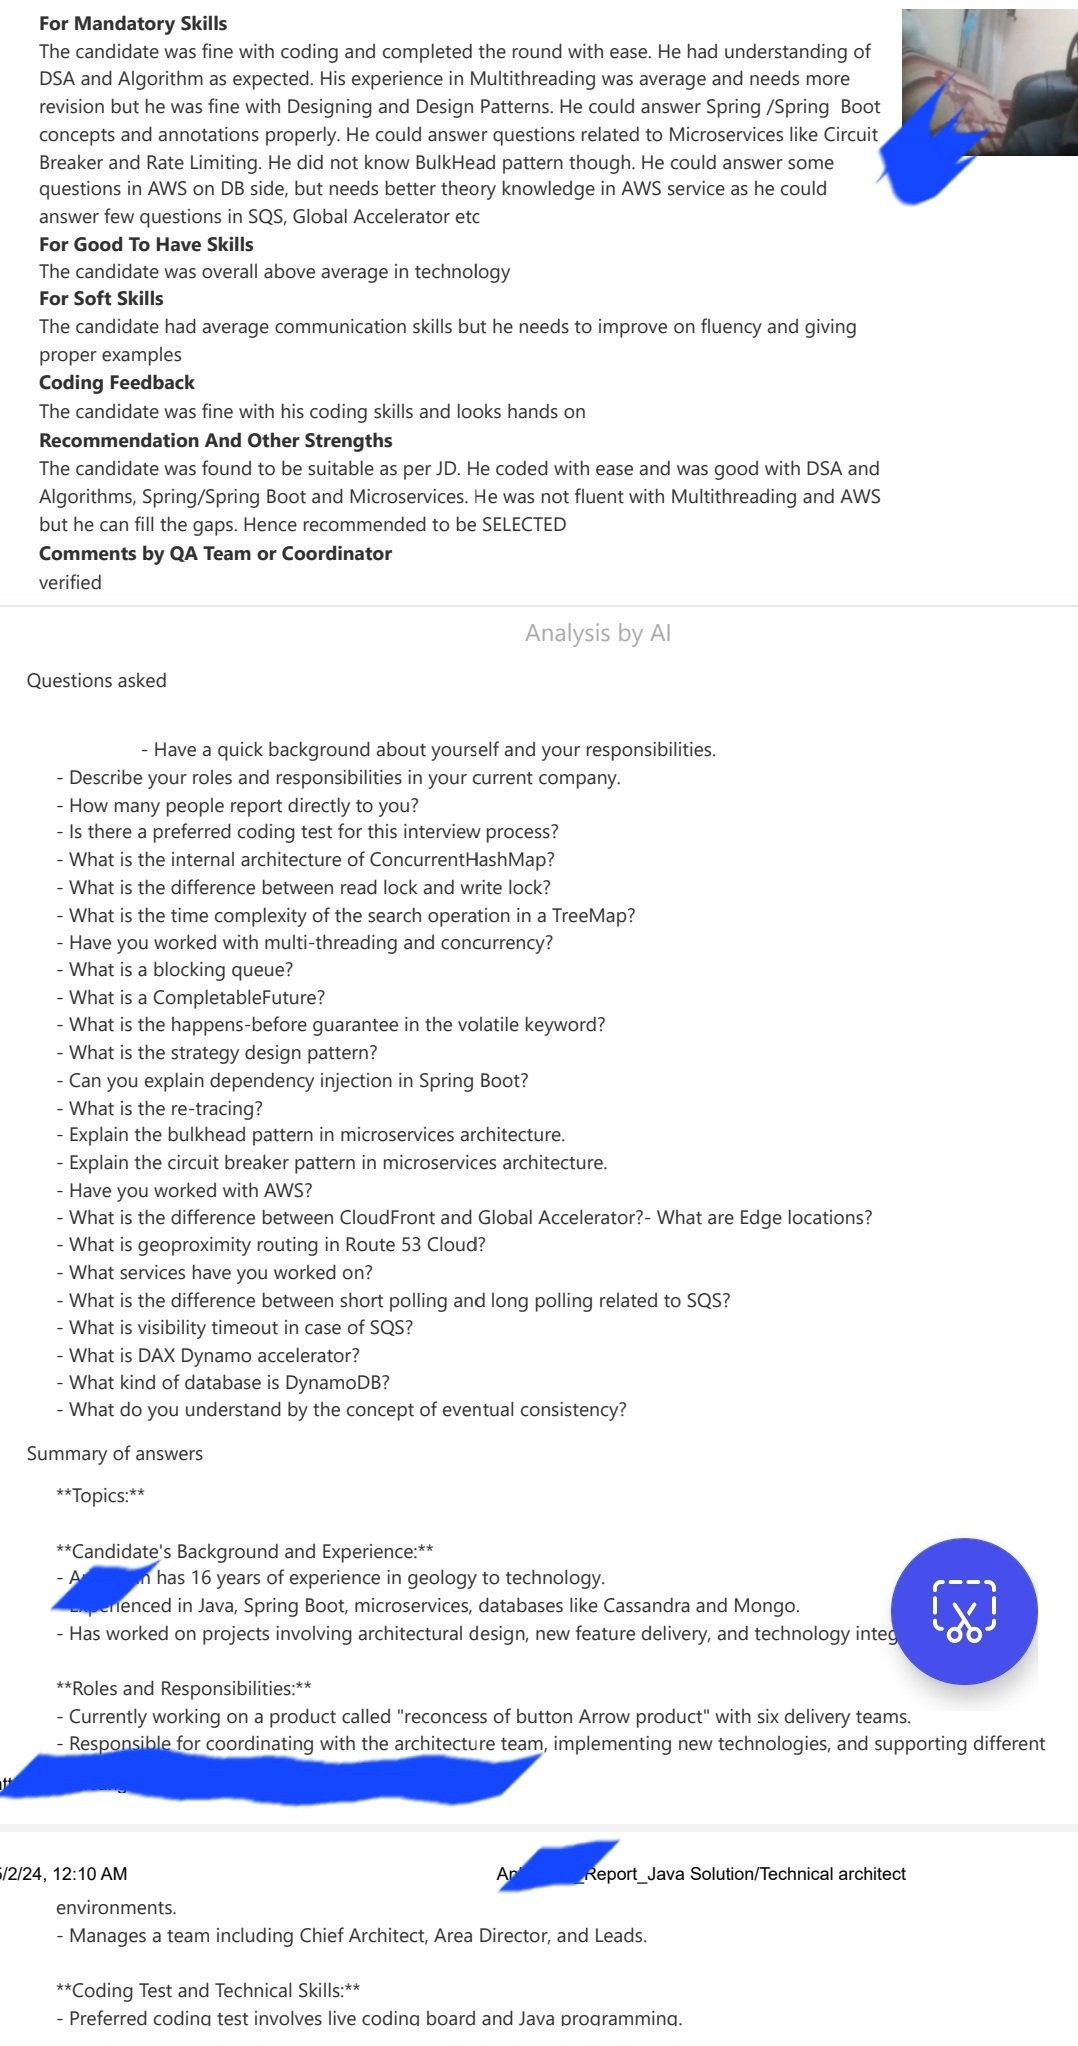 For Mandatory Skills
The candidate was fine with coding and completed the round with ease. He had understanding of
DSA and Algorithm as expected. His experience in Multithreading was average and needs more
revision but he was fine with Designing and Design Patterns. He could answer Spring /Spring  Boot
concepts and annotations properly. He could answer questions related to Microservices like Circuit
Breaker and Rate Limiting. He did not know BulkHead pattern though. He could answer some
questions in AWS on DB side, but needs better theory knowledge in AWS service as he could
answer few questions in SQS, Global Accelerator etc
For Good To Have Skills
The candidate was overall above average in technology
For Soft Skills
The candidate had average communication skills but he needs to improve on fluency and giving
proper examples
Coding Feedback
The candidate was fine with his coding skills and looks hands on
Recommendation And Other Strengths
The candidate was found to be suitable as per JD. He coded with ease and was good with DSA and
Algorithms, Spring/Spring Boot and Microservices. He was not fluent with Multithreading and AWS
but he can fill the gaps. Hence recommended to be SELECTED
Comments by QA Team or Coordinator
verified
Analysis by AI
Questions asked
- Have a quick background about yourself and your responsibilities.
- Describe your roles and responsibilities in your current company.
- How many people report directly to you?
- Is there a preferred coding test for this interview process?
- What is the internal architecture of ConcurrentHashMap?
- What is the difference between read lock and write lock?
- What is the time complexity of the search operation in a TreeMap?
- Have you worked with multi-threading and concurrency?
- What is a blocking queue?
- What is a CompletableFuture?
- What is the happens-before guarantee in the volatile keyword?
- What is the strategy design pattern?
- Can you explain dependency injection in Spring Boot?
- What is the re-tracing?
- Explain the bulkhead pattern in microservices architecture.
- Explain the circuit breaker pattern in microservices architecture.
- Have you worked with AWS?
- What is the difference between CloudFront and Global Accelerator?- What are Edge locations?
- What is geoproximity routing in Route 53 Cloud?
- What services have you worked on?
- What is the difference between short polling and long polling related to SQS?
- What is visibility timeout in case of SQS?
- What is DAX Dynamo accelerator?
- What kind of database is DynamoDB?
- What do you understand by the concept of eventual consistency?
Summary of answers
**Topics:**
**Candidate's Background and Experience:**
- has 16 years of experience in geology to technology.
- Experienced in Java, Spring Boot, microservices, databases like Cassandra and Mongo.
- Has worked on projects involving architectural design, new feature delivery, and technology integ
**Roles and Responsibilities:**
- Currently working on a product called "reconcess of button Arrow product" with six delivery teams.
- Responsible for coordinating with the architecture team, implementing new technologies, and supporting different
5/2/24, 12:10 AM
_Report_Java Solution/Technical architect
environments.
- Manages a team including Chief Architect, Area Director, and Leads.
**Coding Test and Technical Skills:**
- Preferred coding test involves live coding board and Java programming.